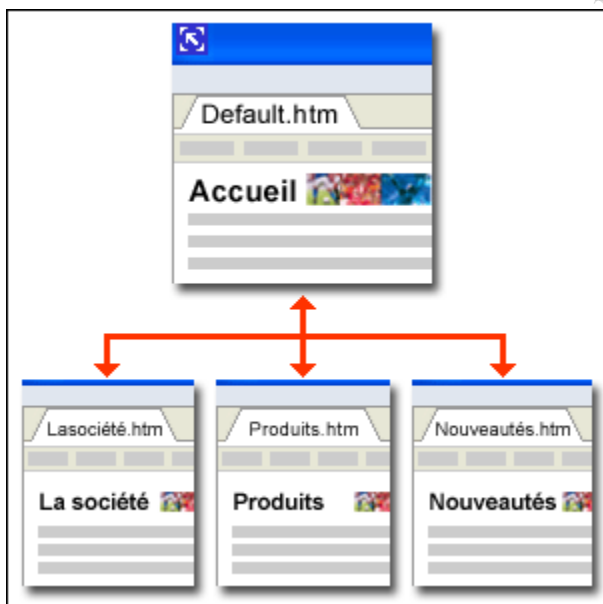 Default.htm
Accueil
Lasociété.htm
Produits.htm
Nouveautés.htm
La société
Produits
Nouveautés